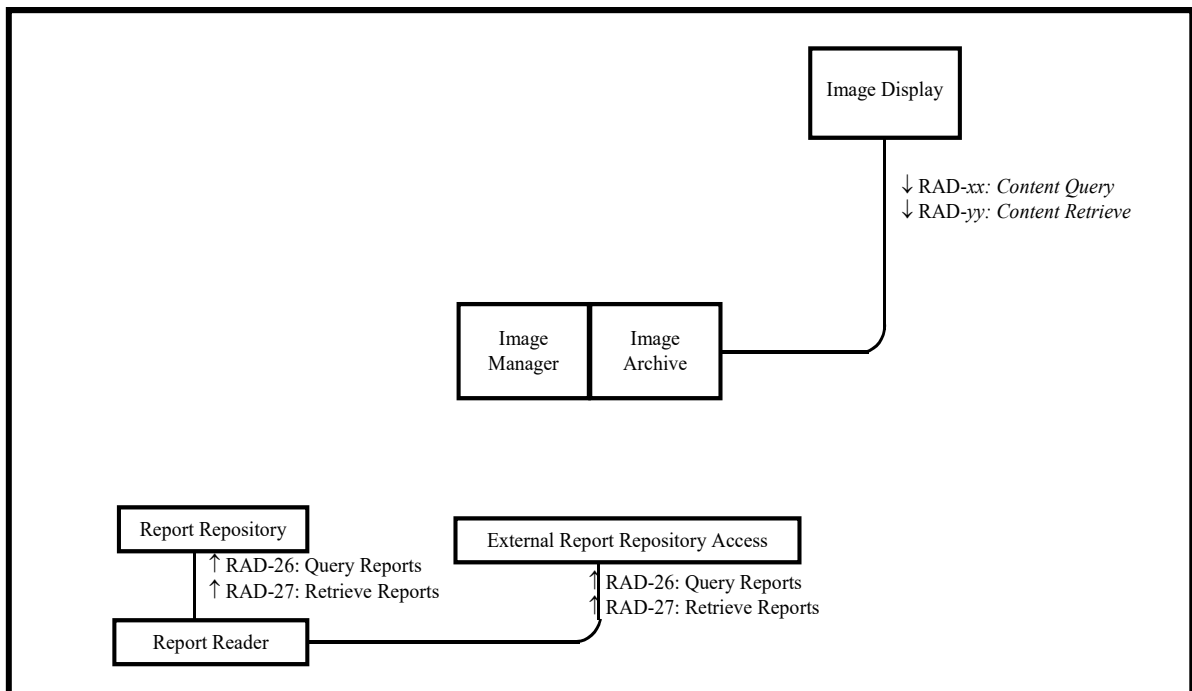 Image Display
↓ RAD-xx: Content Query
↓ RAD-yy: Content Retrieve
Image
Manager
Image
Archive
Report Repository
↑ RAD-26: Query Reports
↑ RAD-27: Retrieve Reports
External Report Repository Access
↑ RAD-26: Query Reports
↑ RAD-27: Retrieve Reports
Report Reader